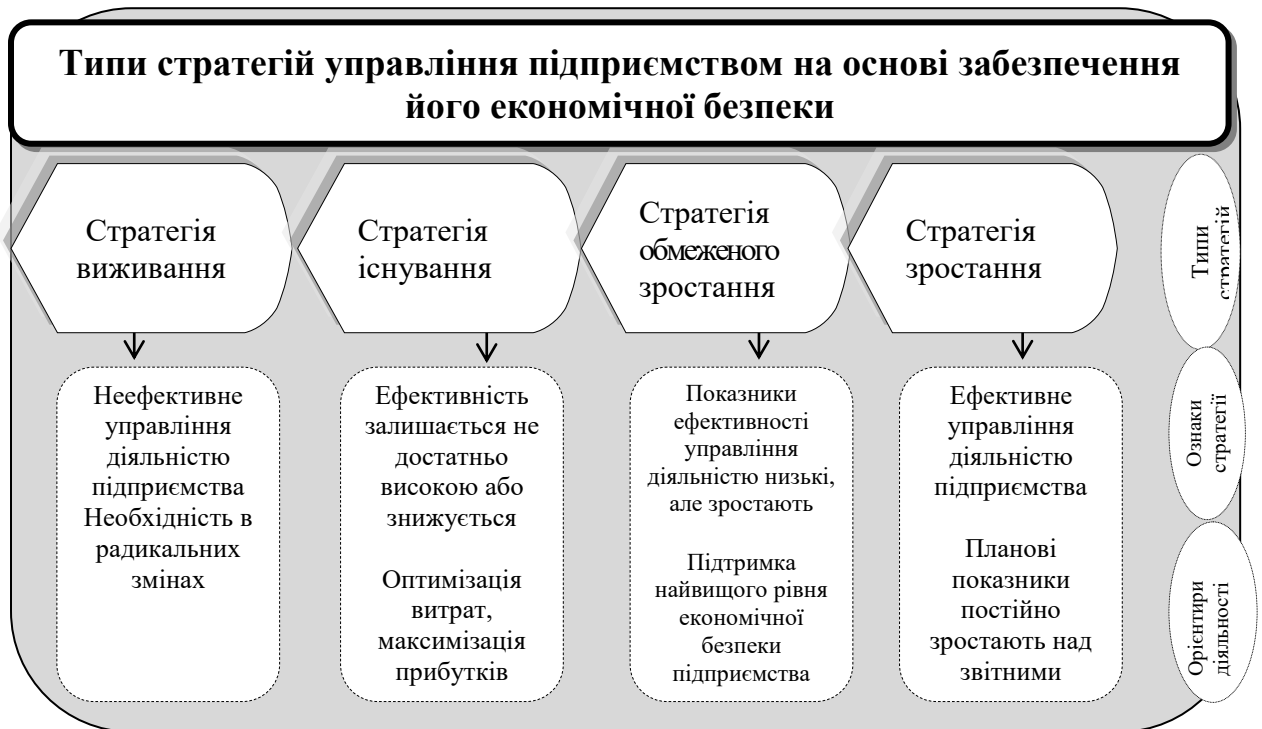 Типи стратегій управління підприємством на основі забезпечення
його економічної безпеки
Стратегія
виживання
Стратегія
існування
Стратегія
обмеженого
зростання
Стратегія
зростання
Типи
стратегій
Неефективне
управління
діяльністю
підприємства
Необхідність в
радикальних
змінах
Ефективність
залишається не
достатньо
високою або
знижується
Оптимізація
витрат,
максимізація
прибутків
Показники
ефективності
управління
діяльністю низькі,
але зростають
Підтримка
найвищого рівня
економічної
безпеки
підприємства
Ефективне
управління
діяльністю
підприємства
Планові
показники
постійно
зростають над
звітними
Ознаки
стратегії
Орієнтири
діяльності